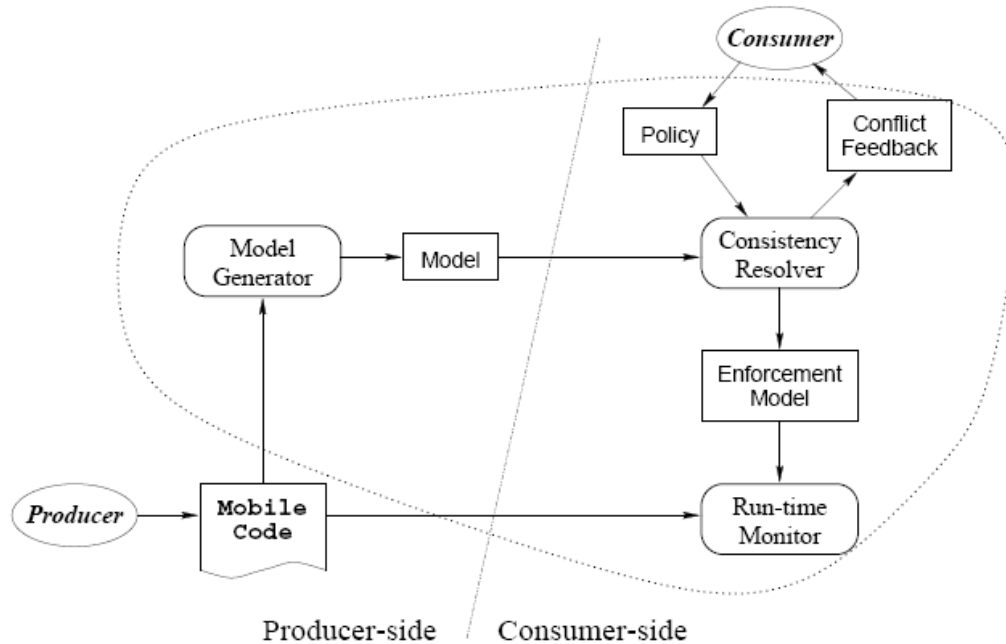 Consumer
Policy
Conflict
Feedback
Model
Generator
Model
Consistency
Resolver
Enforcement
Model
Producer
Mobile
Code
Run-time
Monitor
Producer-side
Consumer-side